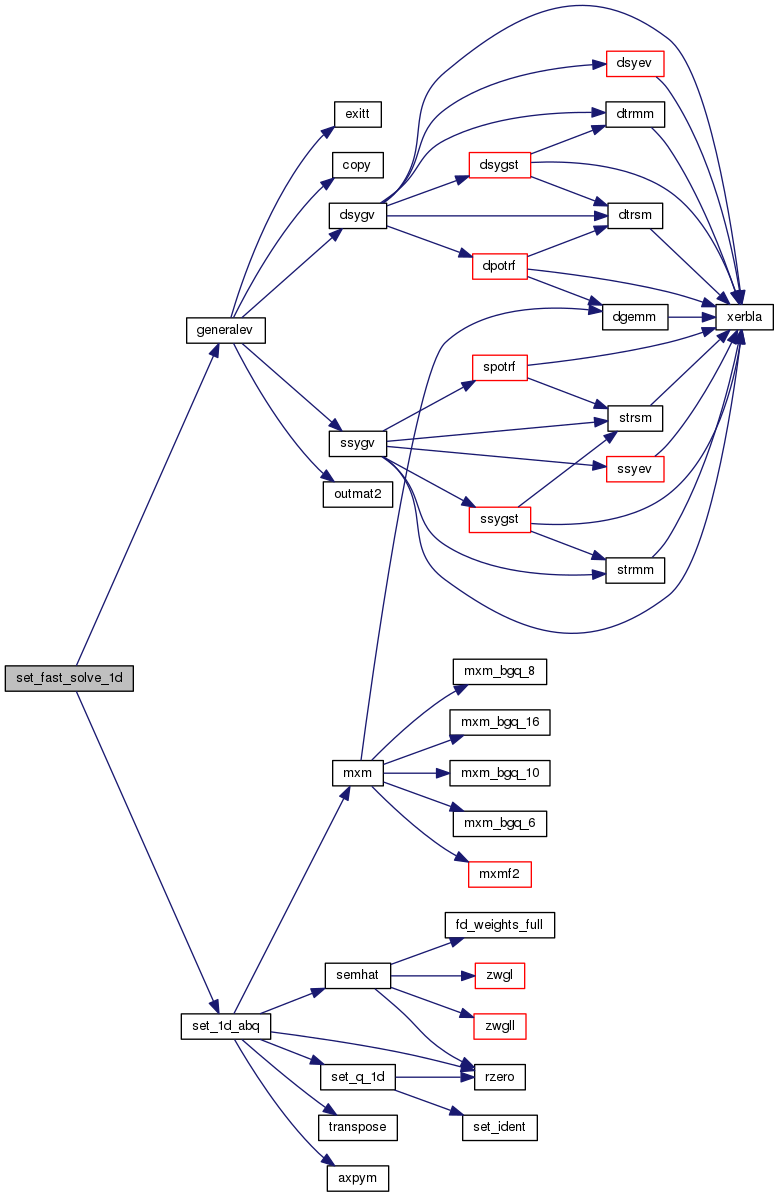 dsyev
exitt
dtrmm
copy
dsygst
dsygv
dtrsm
dpotrf
generalev
dgemm
xerbla
spotrf
strsm
ssygv
ssyev
outmat2
ssygst
strmm
set_fast_solve_1d
mxm_bgq_8
mxm_bgq_16
mxm
mxm_bgq_10
mxm_bgq_6
mxmf2
fd_weights_full
semhat
zwgl
set_1d_abq
zwgll
set_q_1d
rzero
transpose
set_ident
axpym